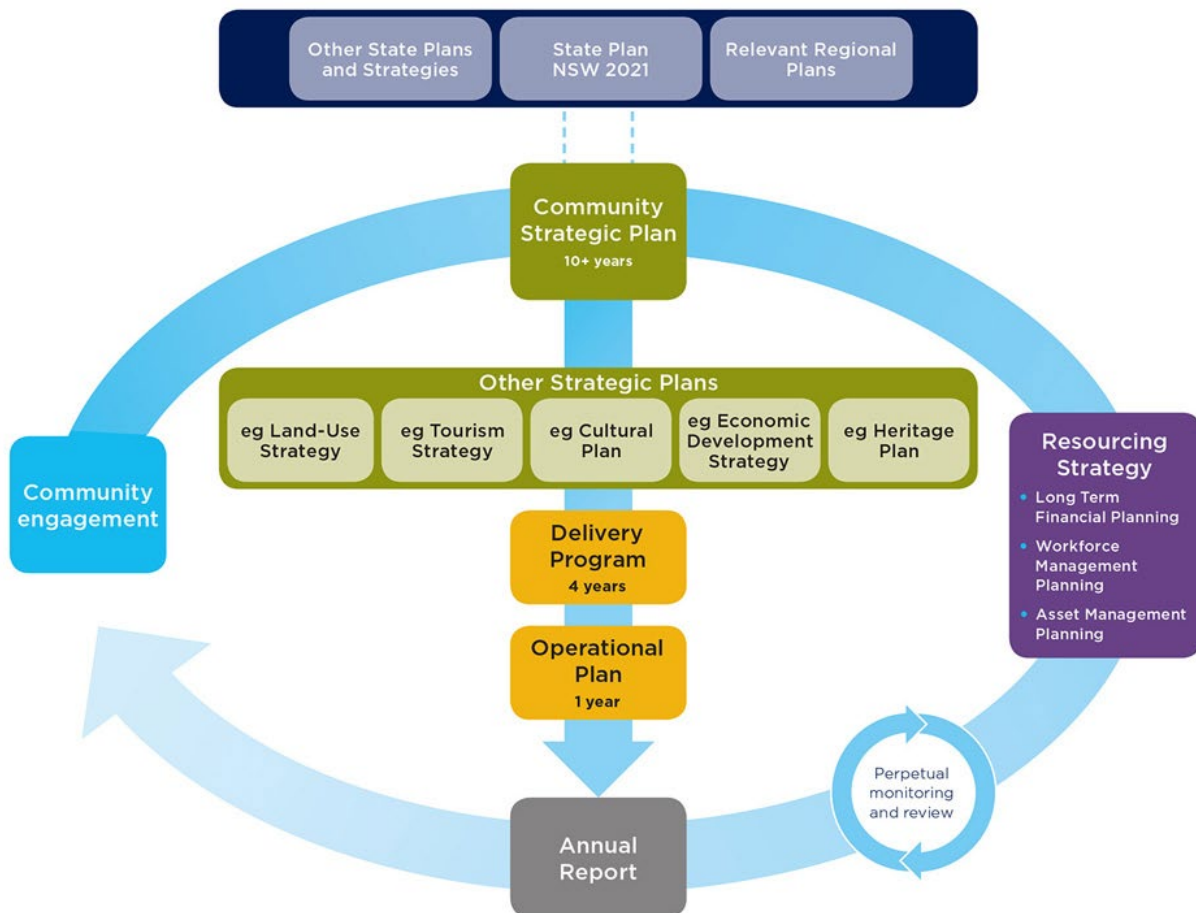 Other State Plans
and Strategies
State Plan
NSW 2021
Relevant Regional
Plans
Community
Strategic Plan
10+ years
Other Strategic Plans
eg Land-Use
Strategy
eg Tourism
Strategy
eg Cultural
Plan
eg Economic
Development
Strategy
eg Heritage
Plan
Community
engagement
Resourcing
Strategy
• Long Term
Financial Planning
• Workforce
Management
Planning
• Asset Management
Planning
Delivery
Program
4 years
Operational
Plan
1 year
Perpetual
monitoring
and review
Annual
Report